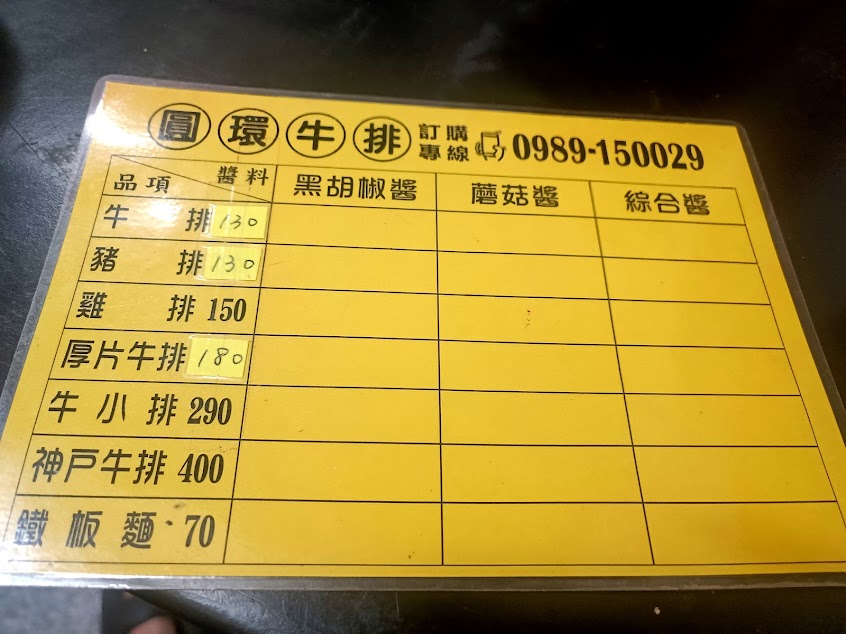 圓環牛排 訂購專線 0989-150029
品項 醬料 黑胡椒醬 蘑菇醬 綜合醬
牛排 130
豬排 130
雞排 150
厚片牛排 180
牛小排 290
神戶牛排 400
鐵板麵 70